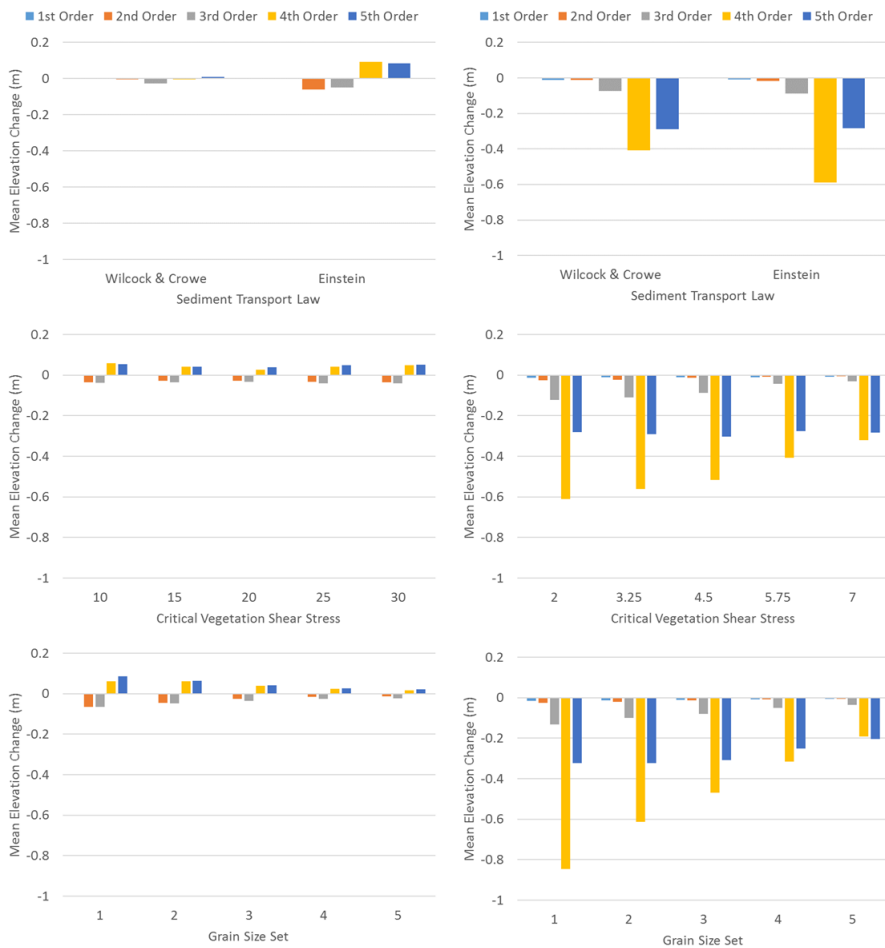 1st Order 2nd Order 3rd Order 4th Order 5th Order
Mean Elevation Change (m)
0.2
0
-0.2
-0.4
-0.6
-0.8
-1
Wilcock & Crowe Einstein
Sediment Transport Law
1st Order 2nd Order 3rd Order 4th Order 5th Order
Mean Elevation Change (m)
0.2
0
-0.2
-0.4
-0.6
-0.8
-1
Wilcock & Crowe Einstein
Sediment Transport Law
Mean Elevation Change (m)
0.2
0
-0.2
-0.4
-0.6
-0.8
-1
10 15 20 25 30
Critical Vegetation Shear Stress
Mean Elevation Change (m)
0.2
0
-0.2
-0.4
-0.6
-0.8
-1
2 3.25 4.5 5.75 7
Critical Vegetation Shear Stress
Mean Elevation Change (m)
0.2
0
-0.2
-0.4
-0.6
-0.8
-1
1 2 3 4 5
Grain Size Set
Mean Elevation Change (m)
0.2
0
-0.2
-0.4
-0.6
-0.8
-1
1 2 3 4 5
Grain Size Set